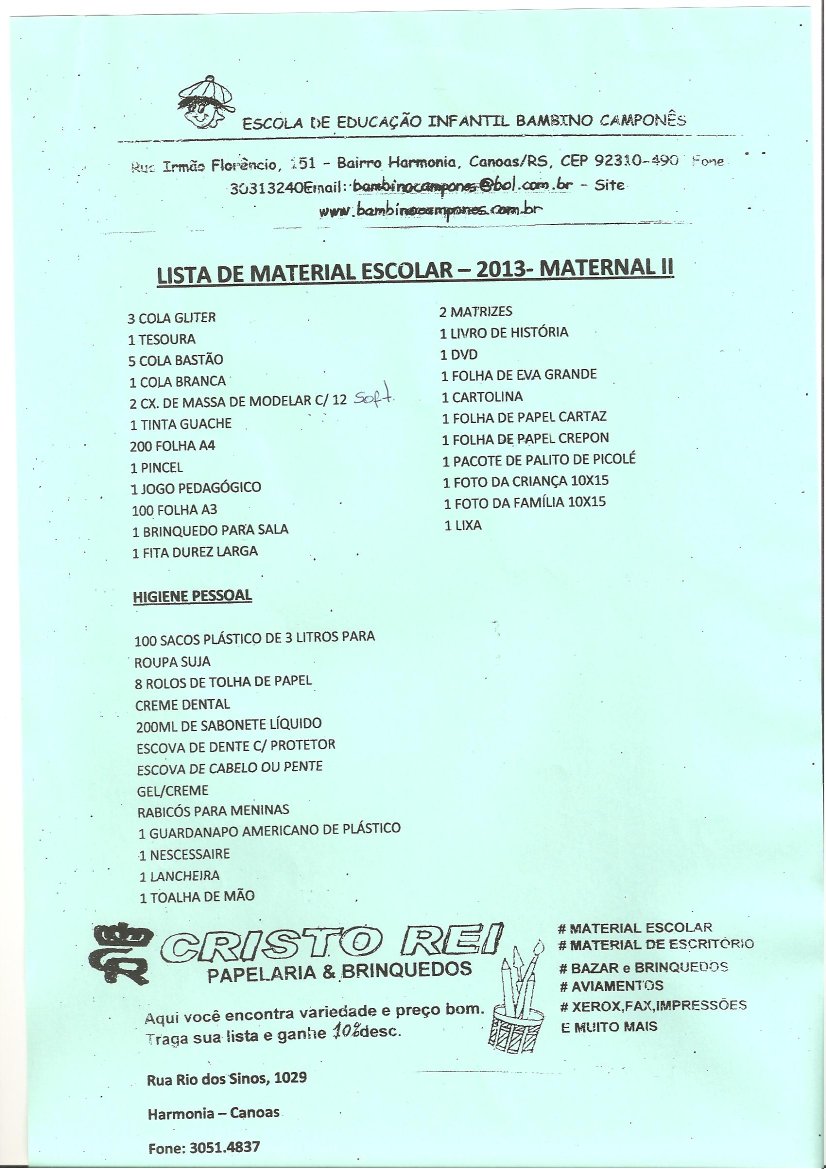 ESCOLA DE EDUCAÇÃO INFANTIL BAMBINO CAMPONÊS
Rua Irmão Florêncio, 151 – Bairro Harmonia, Canoas/RS, CEP 92310-490 Fone
30313240Email: bambinocampones@bol.com.br – Site
www.bambinocampones.com.br
LISTA DE MATERIAL ESCOLAR – 2013- MATERNAL II
3 COLA GLITER
1 TESOURA
5 COLA BASTÃO
1 COLA BRANCA
2 CX. DE MASSA DE MODELAR C/ 12 Soft.
1 TINTA GUACHE
200 FOLHA A4
1 PINCEL
1 JOGO PEDAGÓGICO
100 FOLHA A3
1 BRINQUEDO PARA SALA
1 FITA DUREZ LARGA
2 MATRIZES
1 LIVRO DE HISTÓRIA
1 DVD
1 FOLHA DE EVA GRANDE
1 CARTOLINA
1 FOLHA DE PAPEL CARTAZ
1 FOLHA DE PAPEL CREPON
1 PACOTE DE PALITO DE PICOLÉ
1 FOTO DA CRIANÇA 10X15
1 FOTO DA FAMÍLIA 10X15
1 LIXA
HIGIENE PESSOAL
100 SACOS PLÁSTICO DE 3 LITROS PARA
ROUPA SUJA
8 ROLOS DE TOLHA DE PAPEL
CREME DENTAL
200ML DE SABONETE LÍQUIDO
ESCOVA DE DENTE C/ PROTETOR
ESCOVA DE CABELO OU PENTE
GEL/CREME
RABICÓS PARA MENINAS
1 GUARDANAPO AMERICANO DE PLÁSTICO
1 NESCESSAIRE
1 LANCHEIRA
1 TOALHA DE MÃO
CR
CRISTO REI
PAPELARIA & BRINQUEDOS
Aqui você encontra variedade e preço bom.
Traga sua lista e ganhe 10% desc.
# MATERIAL ESCOLAR
# MATERIAL DE ESCRITÓRIO
# BAZAR e BRINQUEDOS
# AVIAMENTOS
# XEROX,FAX,IMPRESSÕES
E MUITO MAIS
Rua Rio dos Sinos, 1029
Harmonia – Canoas
Fone: 3051.4837